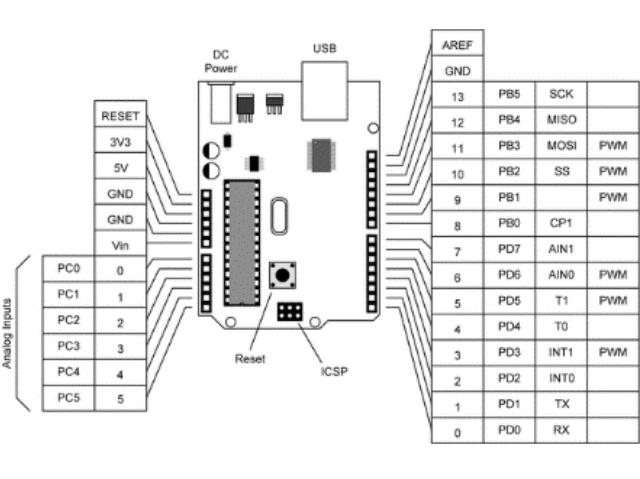 DC
Power
USB
RESET
3V3
5V
GND
GND
Vin
PC0 0
PC1 1
PC2 2
PC3 3
PC4 4
PC5 5
Analog Inputs
Reset
ICSP
AREF
GND
13 PB5 SCK
12 PB4 MISO
11 PB3 MOSI PWM
10 PB2 SS PWM
9 PB1 PWM
8 PB0 CP1
7 PD7 AIN1
6 PD6 AIN0 PWM
5 PD5 T1 PWM
4 PD4 T0
3 PD3 INT1 PWM
2 PD2 INT0
1 PD1 TX
0 PD0 RX